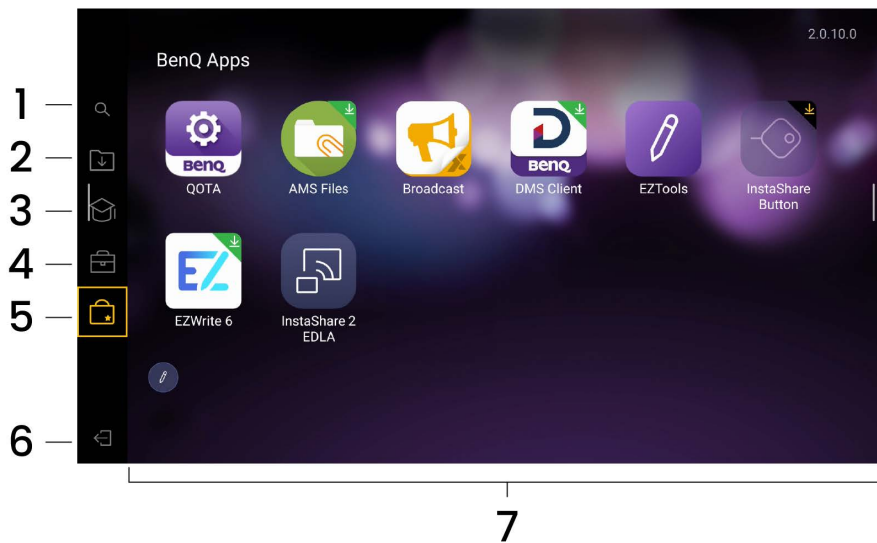 2.0.10.0
BenQ Apps
1
2
3
4
5
6
BenQ
BenQ
QOTA
AMS Files
Broadcast
DMS Client
EZTools
InstaShare
Button
EZ
EZWrite 6
InstaShare 2
EDLA
7